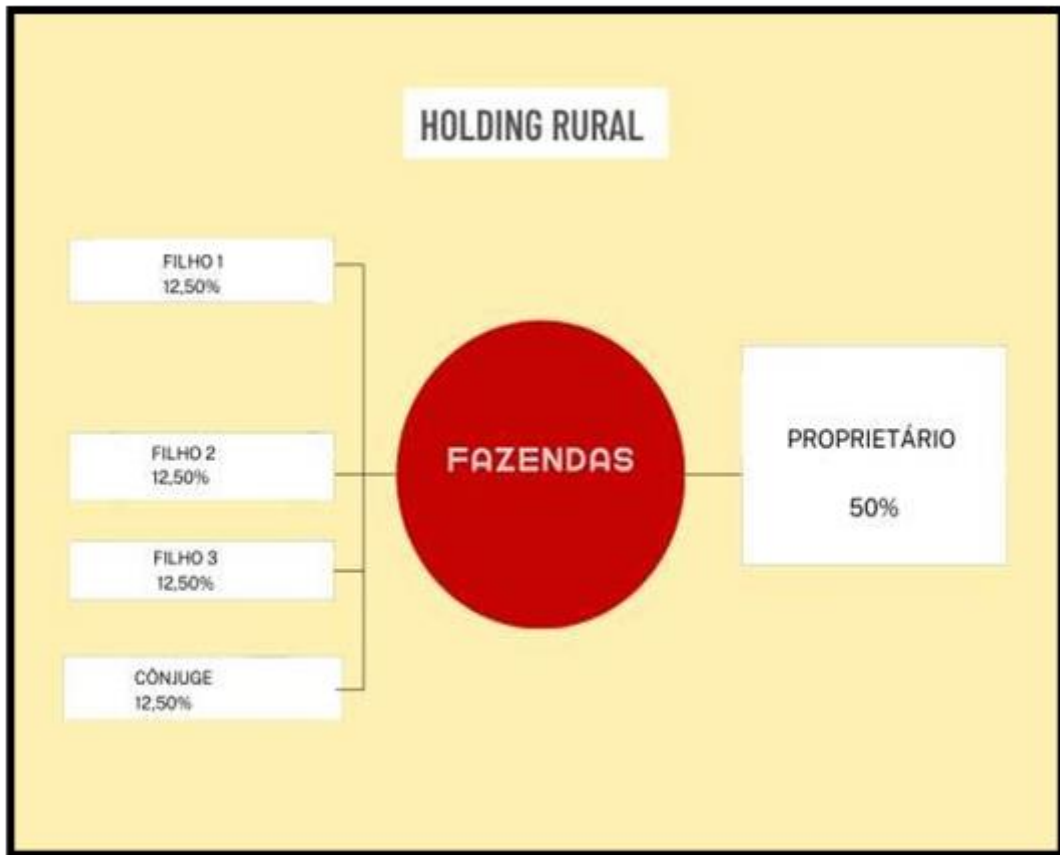 HOLDING RURAL
FILHO 1
12,50%
FILHO 2
12,50%
FILHO 3
12,50%
CÔNJUGE
12,50%
FAZENDAS
PROPRIETÁRIO
50%